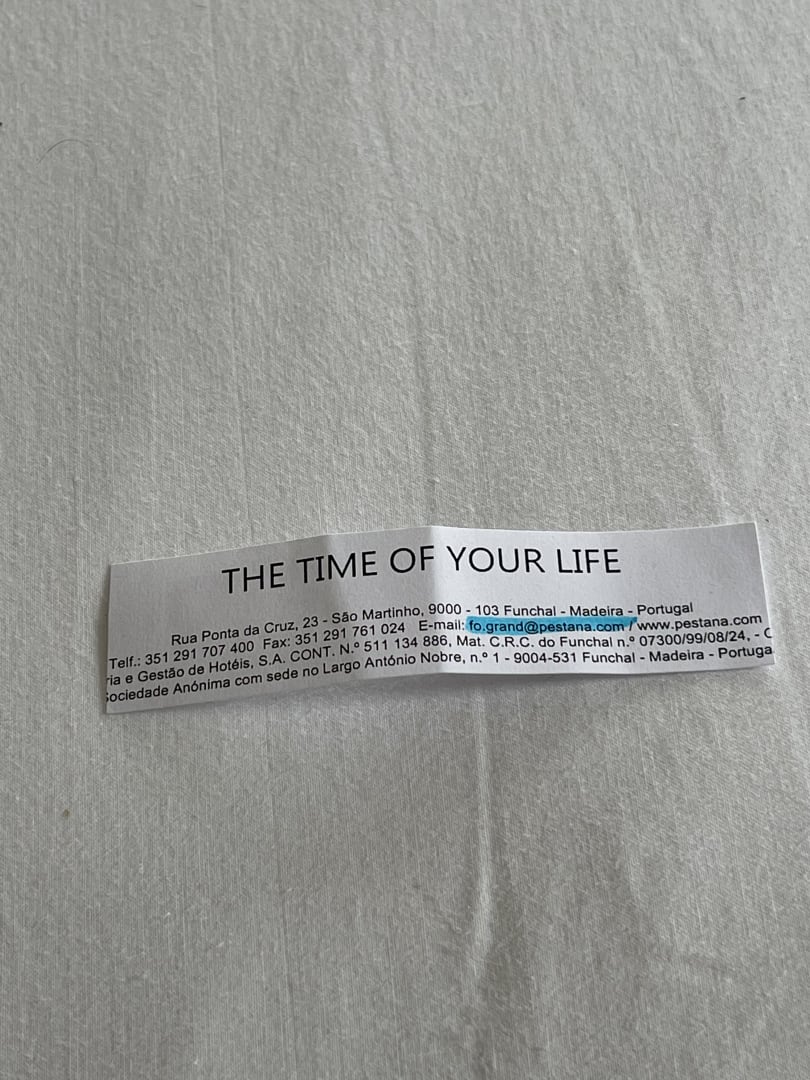 THE TIME OF YOUR LIFE
Rua Ponta da Cruz, 23 - São Martinho, 9000 - 103 Funchal - Madeira - Portugal
Telf.: 351 291 707 400 Fax: 351 291 761 024 E-mail: fo.grand@pestana.com / www.pestana.com
ria e Gestão de Hotéis, S.A. CONT. N.º 511 134 886, Mat. C.R.C. do Funchal n.º 07300/99/08/24, - C
Sociedade Anónima com sede no Largo António Nobre, n.º 1 - 9004-531 Funchal - Madeira - Portuga